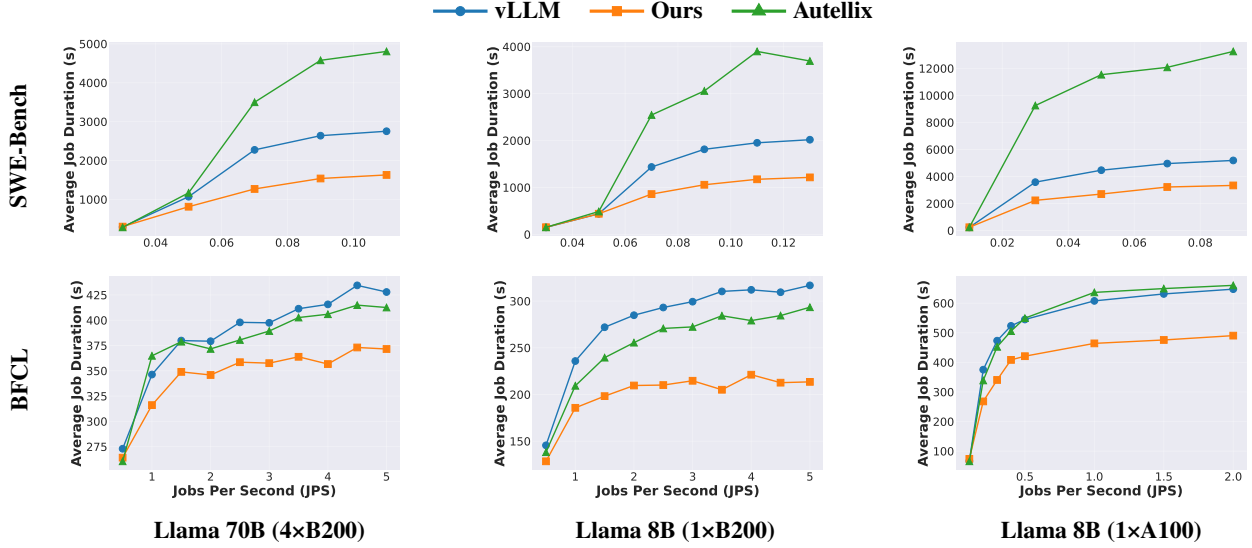 vLLM Ours Autellix
SWE-Bench
Average Job Duration (s)
5000
4000
3000
2000
1000
0.04 0.06 0.08 0.10
Average Job Duration (s)
4000
3000
2000
1000
0
0.04 0.06 0.08 0.10 0.12
Average Job Duration (s)
12000
10000
8000
6000
4000
2000
0
0.02 0.04 0.06 0.08
BFCL
Average Job Duration (s)
425
400
375
350
325
300
275
1 2 3 4 5
Jobs Per Second (JPS)
Average Job Duration (s)
300
250
200
150
1 2 3 4 5
Jobs Per Second (JPS)
Average Job Duration (s)
600
500
400
300
200
100
0.5 1.0 1.5 2.0
Jobs Per Second (JPS)
Llama 70B (4×B200) Llama 8B (1×B200) Llama 8B (1×A100)